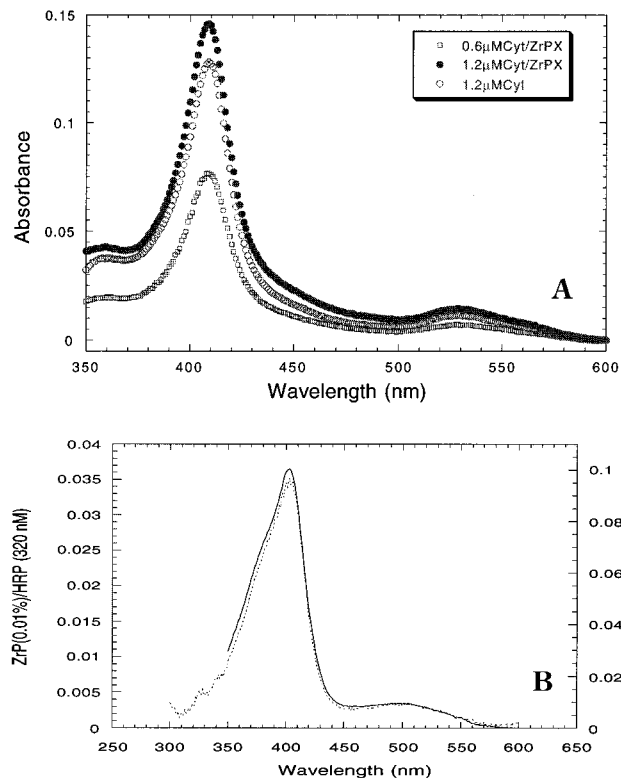 0.15
0.6µMCyt/ZrPX
1.2µMCyt/ZrPX
1.2µMCyt
0.1
Absorbance
0.05
A
0
350 400 450 500 550 600
Wavelength (nm)
0.04
0.035
0.03
0.025
0.02
0.015
0.01
0.005
0
ZrP(0.01%)/HRP (320 nM)
0.1
0.08
0.06
0.04
0.02
0
B
250 300 350 400 450 500 550 600 650
Wavelength (nm)